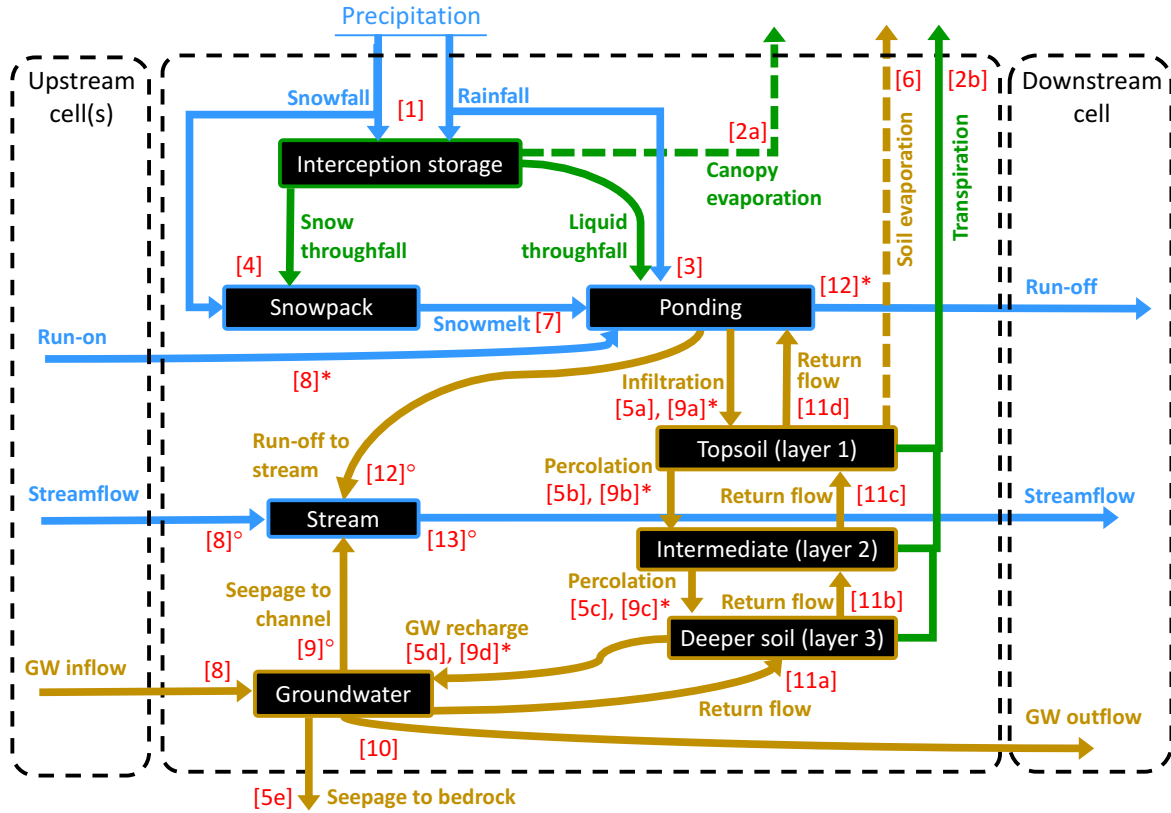 Precipitation
Upstream
cell(s)
Snowfall
[1]
Rainfall
[2a]
[6]
[2b]
Downstream
cell
Interception storage
Canopy
evaporation
Soil evaporation
Transpiration
Snow
throughfall
Liquid
throughfall
[4]
[3]
[12]*
Snowpack
Ponding
Run-off
Snowmelt
[7]
Run-on
[8]*
Infiltration
[5a], [9a]*
Return
flow
[11d]
Run-off to
stream
[12]°
Topsoil (layer 1)
Percolation
[5b], [9b]*
Return flow
[11c]
Streamflow
[8]°
Stream
[13]°
Streamflow
Intermediate (layer 2)
Percolation
[5c], [9c]*
Return flow
[11b]
Seepage to
channel
[9]°
GW recharge
[5d], [9d]*
Deeper soil (layer 3)
GW inflow
[8]
Groundwater
[11a]
Return flow
GW outflow
[10]
[5e]
Seepage to bedrock